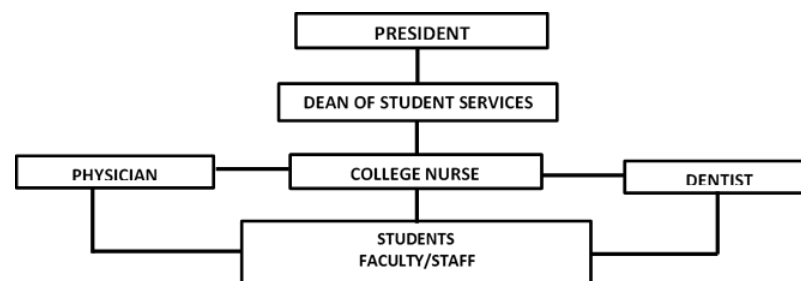 PRESIDENT
DEAN OF STUDENT SERVICES
PHYSICIAN
COLLEGE NURSE
DENTIST
STUDENTS
FACULTY/STAFF